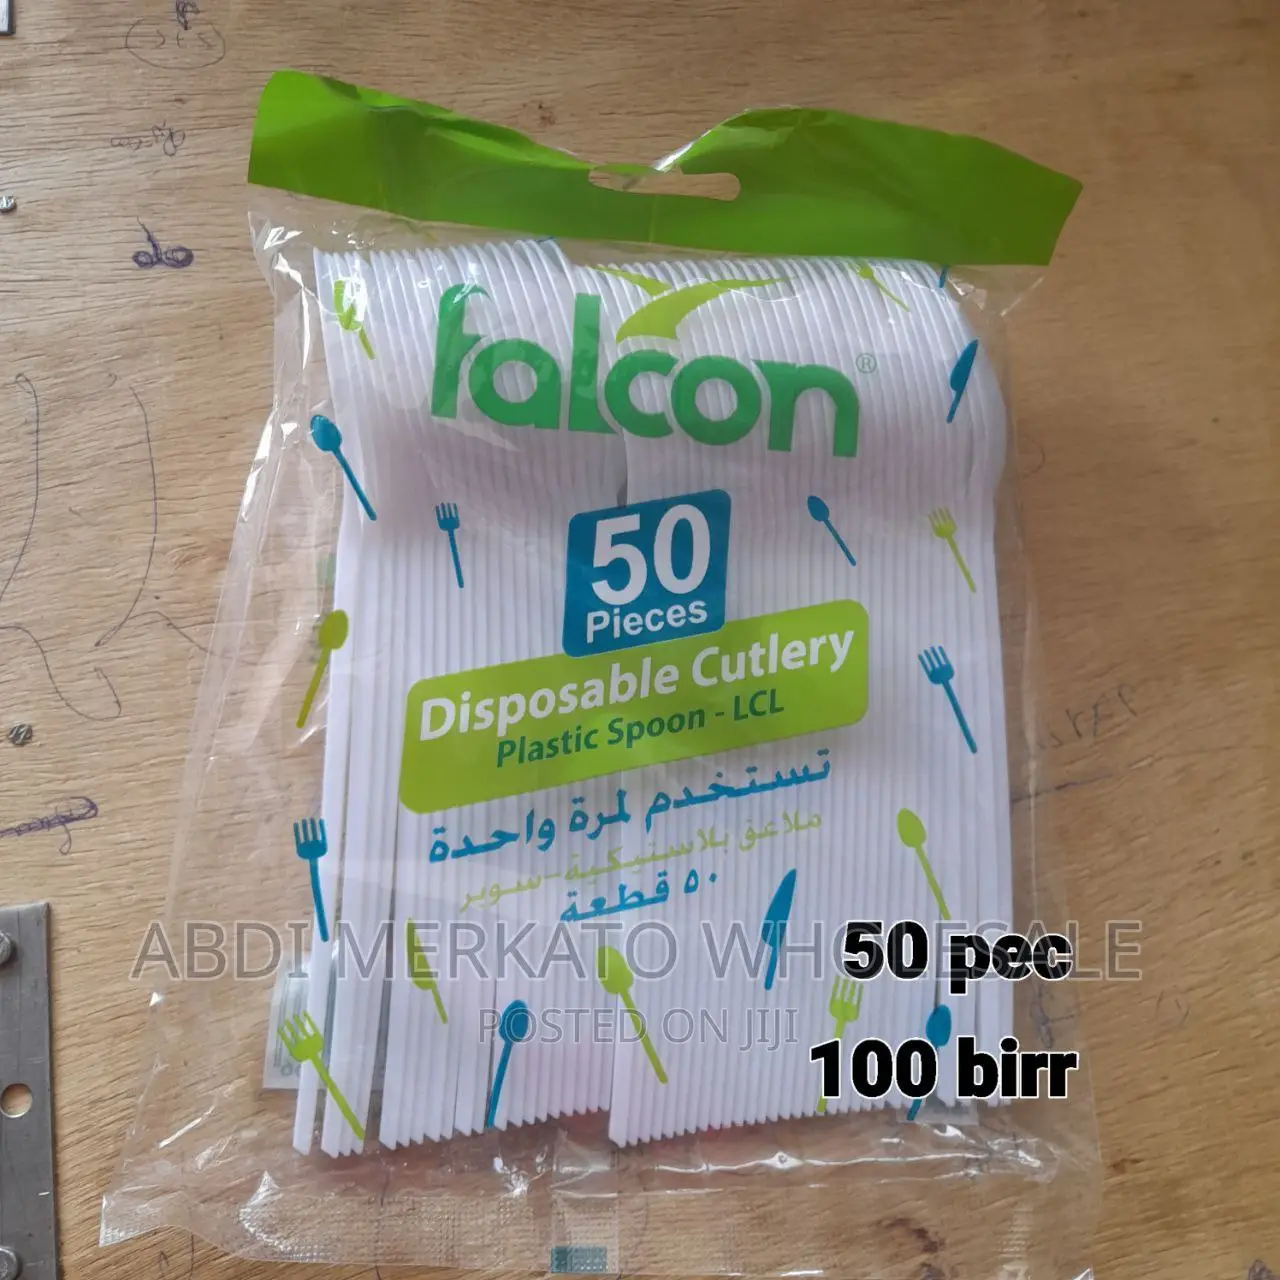 falcon®
50
Pieces
Disposable Cutlery
Plastic Spoon - LCL
تستخدم لمرة واحدة
ملاعق بلاستيكية-سوبر
٥٠ قطعة
ABDI MERKATO WHOLESALE
50 pec
POSTED ON JIJI
100 birr